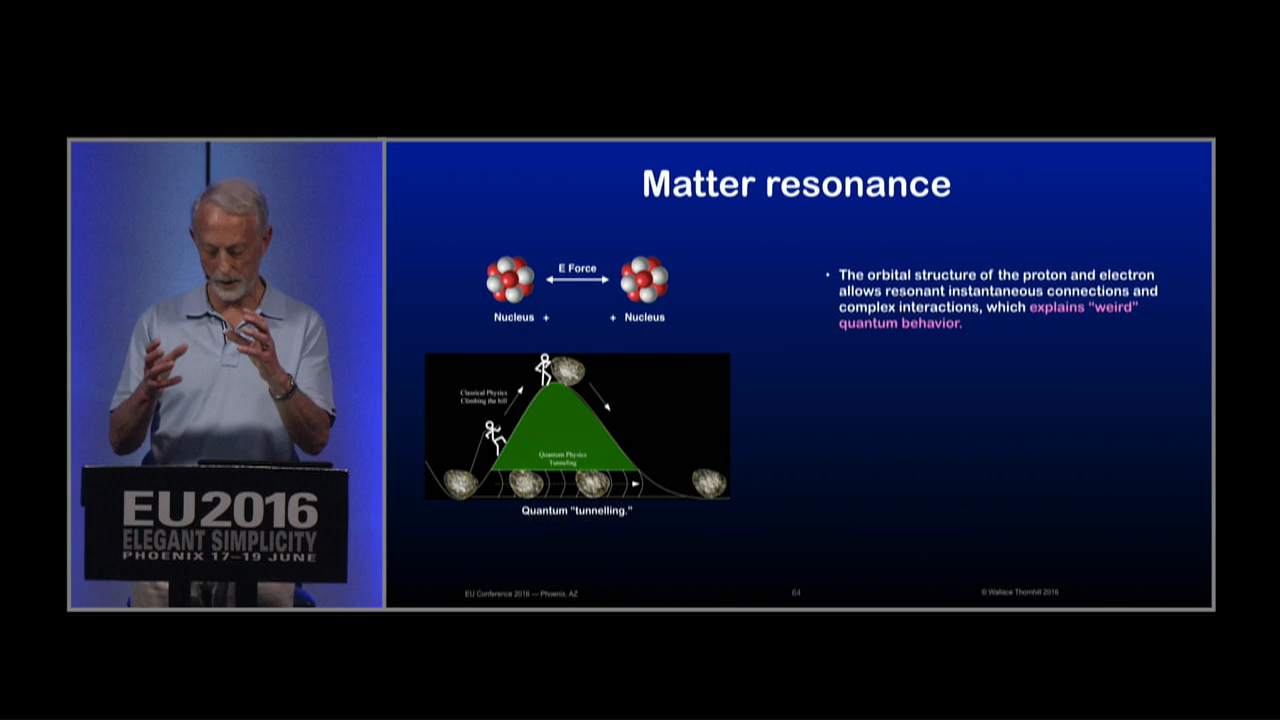 Matter resonance
E Force
Nucleus +
+ Nucleus
• The orbital structure of the proton and electron
allows resonant instantaneous connections and
complex interactions, which explains “weird”
quantum behavior.
Classical Physics
Climbing the hill
Quantum Physics
Tunneling
Quantum “tunnelling.”
EU2016
ELEGANT SIMPLICITY
PHOENIX 17–19 JUNE
EU Conference 2016 — Phoenix, AZ
64
© Wallace Thornhill 2016